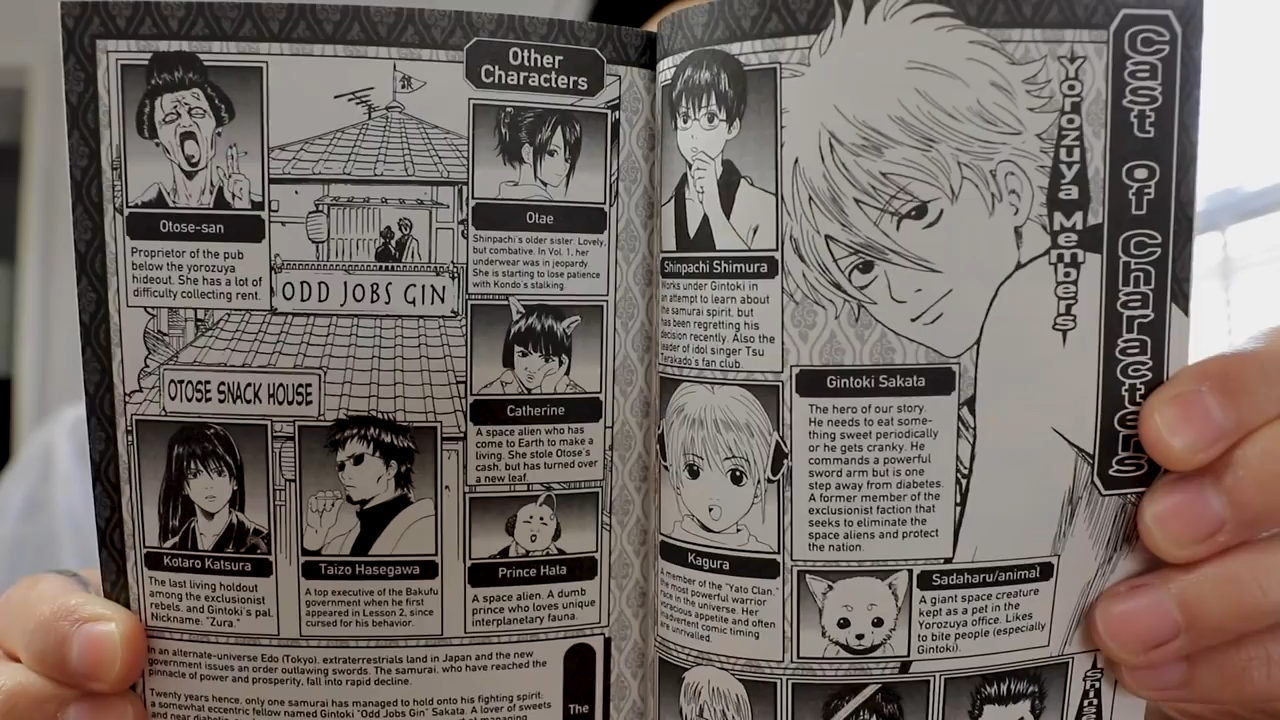 Other
Characters
Otose-san
Proprietor of the pub
below the yorozuya
hideout. She has a lot of
difficulty collecting rent.
銀
ODD JOBS GIN
OTOSE SNACK HOUSE
Otae
Shinpachi's older sister. Lovely,
but combative. In Vol. 1, her
underwear was in jeopardy.
She is starting to lose patience
with Kondo's stalking.
Catherine
A space alien who has
come to Earth to make a
living. She stole Otose's
cash, but has turned over
a new leaf.
Kotaro Katsura
The last living holdout
among the exclusionist
rebels, and Gintoki's pal.
Nickname: "Zura."
Taizo Hasegawa
A top executive of the Bakufu
government when he first
appeared in Lesson 2, since
cursed for his behavior.
Prince Hata
A space alien. A dumb
prince who loves unique
interplanetary fauna.
In an alternate-universe Edo (Tokyo), extraterrestrials land in Japan and the new
government issues an order outlawing swords. The samurai, who have reached the
pinnacle of power and prosperity, fall into rapid decline.
Twenty years hence, only one samurai has managed to hold onto his fighting spirit:
a somewhat eccentric fellow named Gintoki "Odd Jobs Gin" Sakata. A lover of sweets
The
Cast of Characters
Yorozuya Members
Shinpachi Shimura
Works under Gintoki in
an attempt to learn about
the samurai spirit, but
has been regretting his
decision recently. Also the
leader of idol singer Tsu
Terakado's fan club.
Gintoki Sakata
The hero of our story.
He needs to eat some-
thing sweet periodically
or he gets cranky. He
commands a powerful
sword arm but is one
step away from diabetes.
A former member of the
exclusionist faction that
seeks to eliminate the
space aliens and protect
the nation.
Kagura
A member of the "Yato Clan,"
the most powerful warrior
race in the universe. Her
voracious appetite and often
inadvertent comic timing
are unrivalled.
Sadaharu/animal
A giant space creature
kept as a pet in the
Yorozuya office. Likes
to bite people (especially
Gintoki).